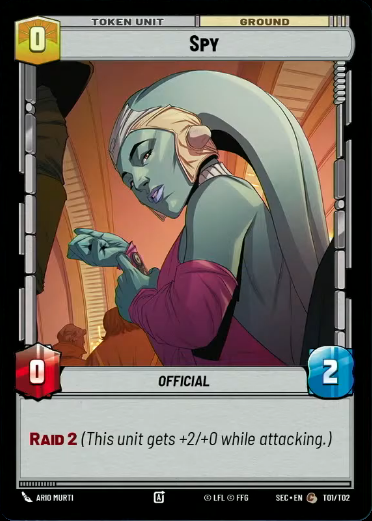 TOKEN UNIT
GROUND
0
SPY
0
OFFICIAL
2
RAID 2 (This unit gets +2/+0 while attacking.)
ARIO MURTI
LFL FFG
SEC • EN
C
T01/T02